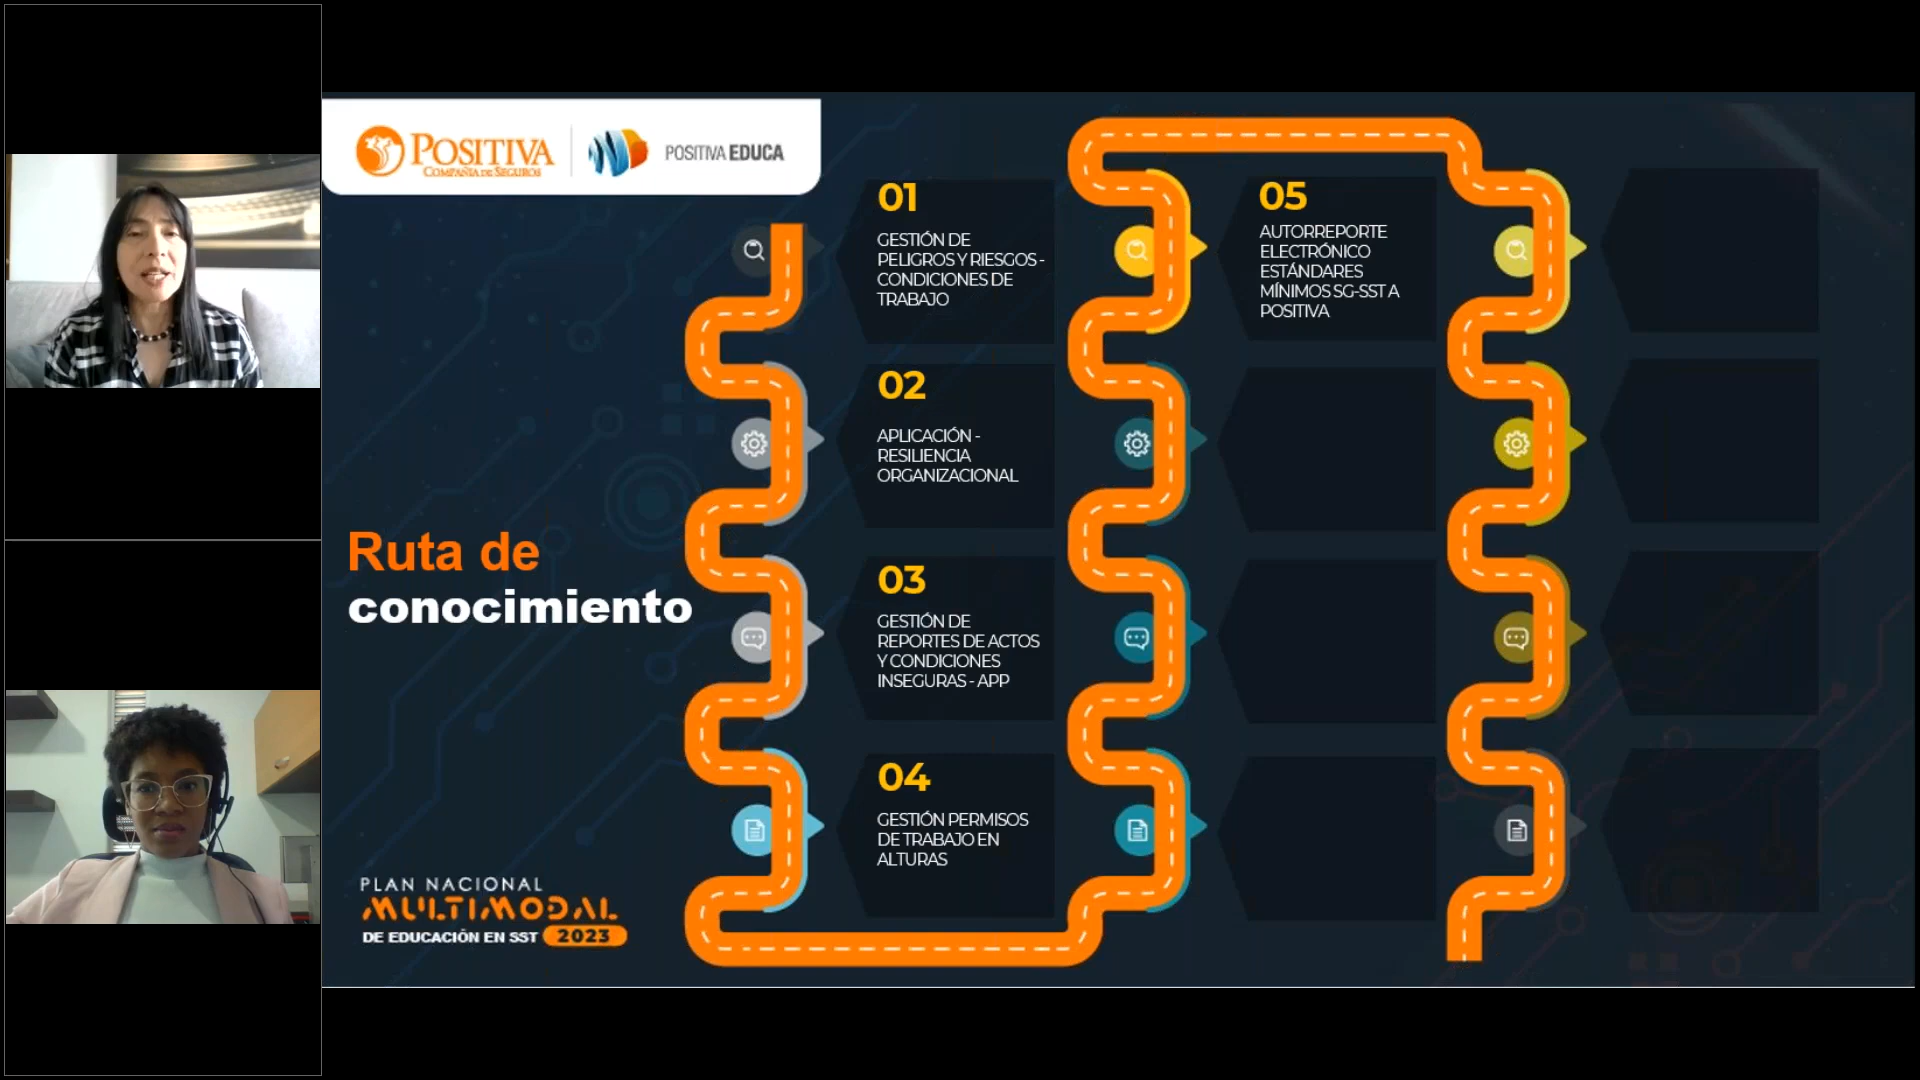 POSITIVA
COMPAÑÍA DE SEGUROS
POSITIVA EDUCA
Ruta de
conocimiento
PLAN NACIONAL
MULTIMODAL
DE EDUCACIÓN EN SST 2023
01
GESTIÓN DE
PELIGROS Y RIESGOS -
CONDICIONES DE
TRABAJO
02
APLICACIÓN -
RESILIENCIA
ORGANIZACIONAL
03
GESTIÓN DE
REPORTES DE ACTOS
Y CONDICIONES
INSEGURAS - APP
04
GESTIÓN PERMISOS
DE TRABAJO EN
ALTURAS
05
AUTORREPORTE
ELECTRÓNICO
ESTÁNDARES
MÍNIMOS SG-SST A
POSITIVA